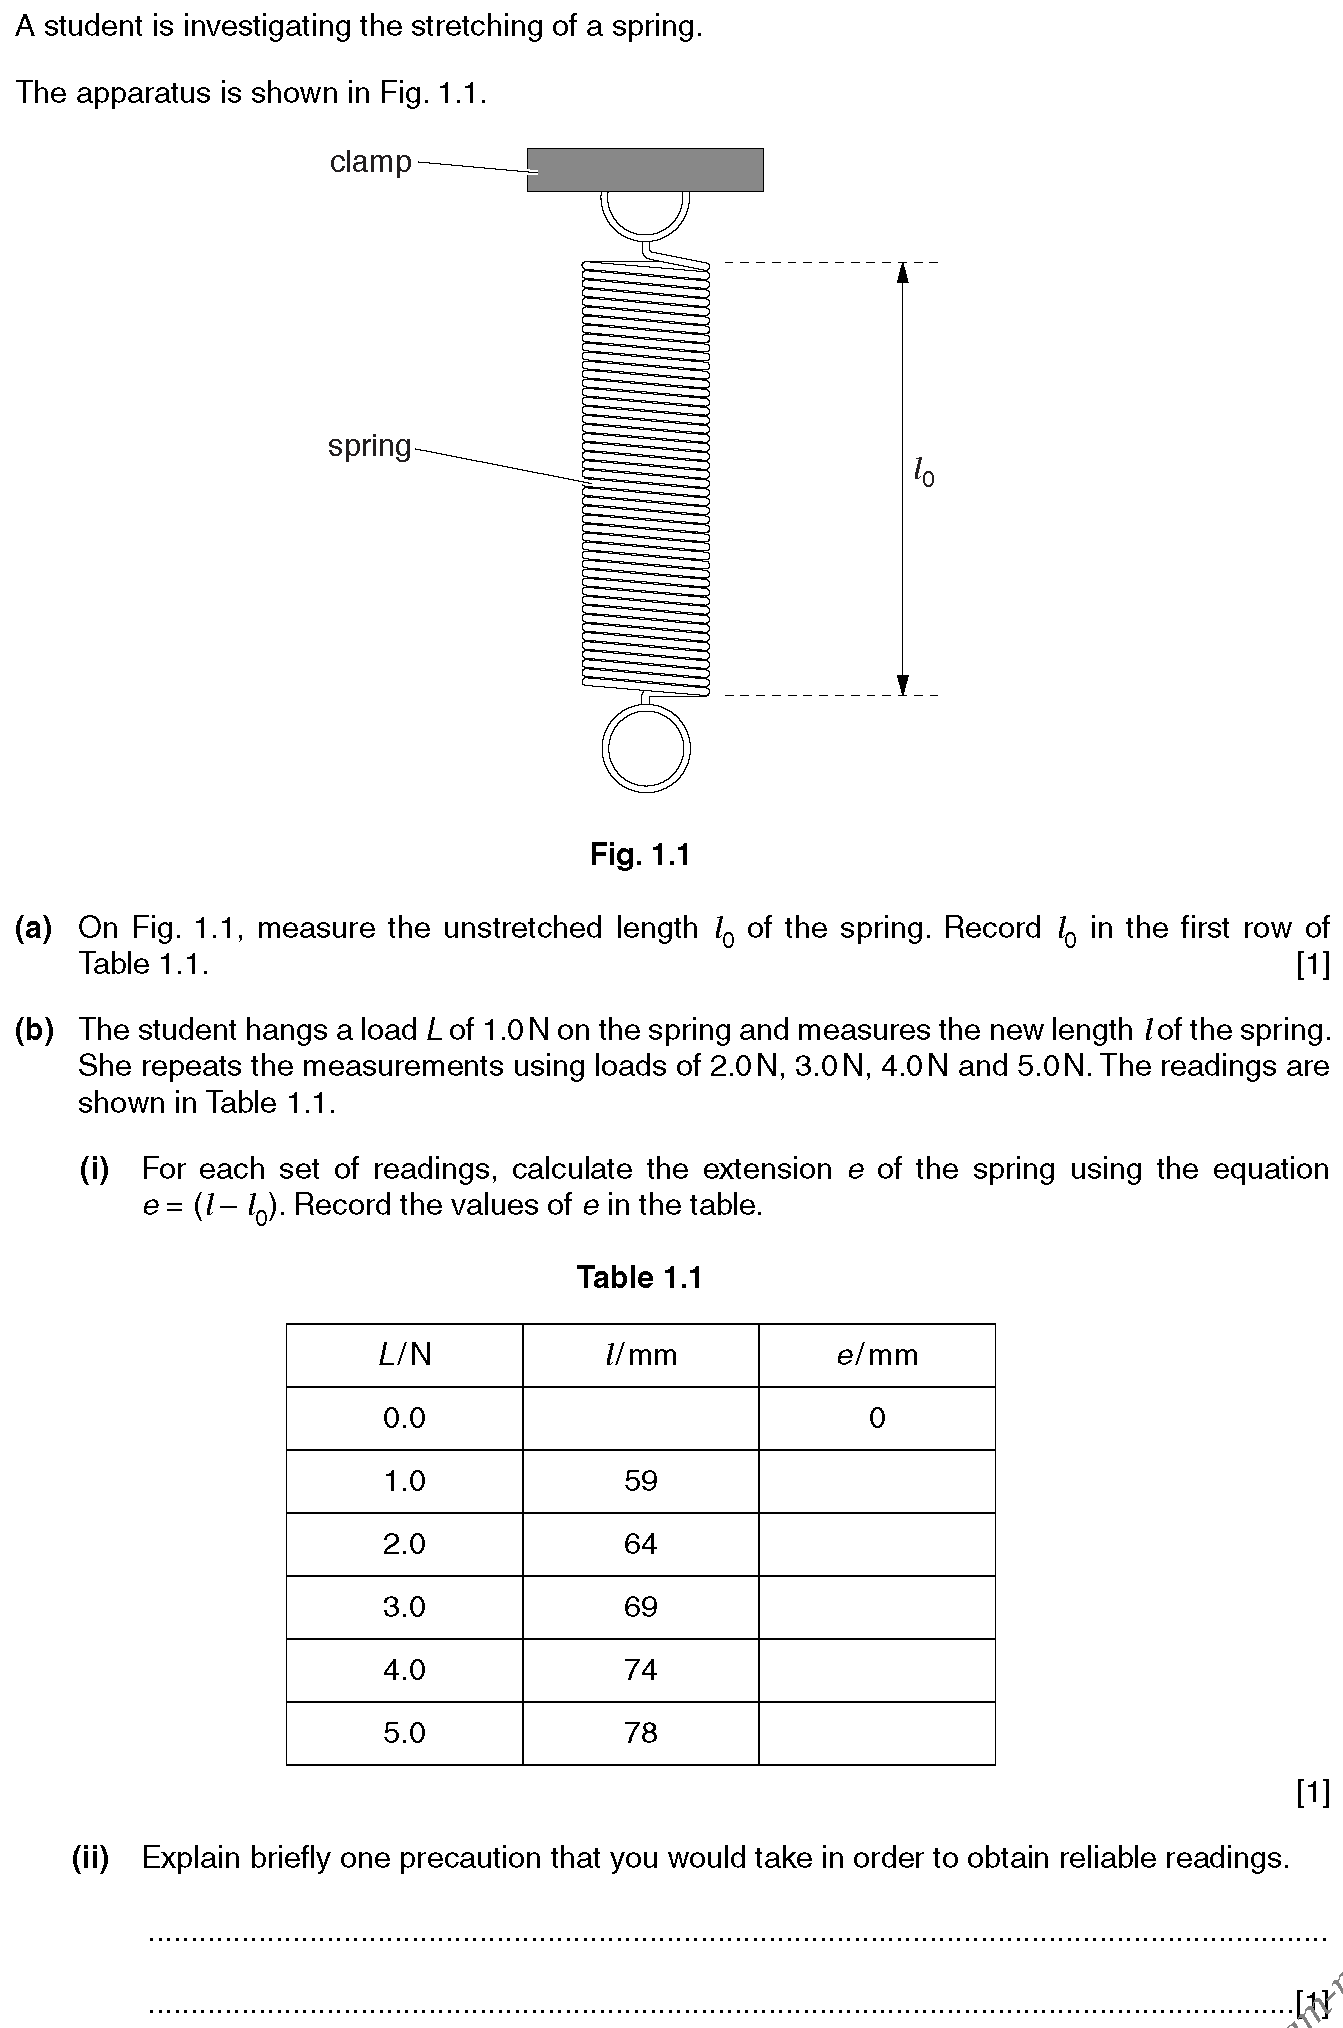 A student is investigating the stretching of a spring.
The apparatus is shown in Fig. 1.1.
clamp
spring
l0
Fig. 1.1
(a) On Fig. 1.1, measure the unstretched length l0 of the spring. Record l0 in the first row of
Table 1.1. [1]
(b) The student hangs a load L of 1.0 N on the spring and measures the new length l of the spring.
She repeats the measurements using loads of 2.0 N, 3.0 N, 4.0 N and 5.0 N. The readings are
shown in Table 1.1.
(i) For each set of readings, calculate the extension e of the spring using the equation
e = (l – l0). Record the values of e in the table.
Table 1.1
L/N l/mm e/mm
0.0 0
1.0 59
2.0 64
3.0 69
4.0 74
5.0 78
[1]
(ii) Explain briefly one precaution that you would take in order to obtain reliable readings.
[1]